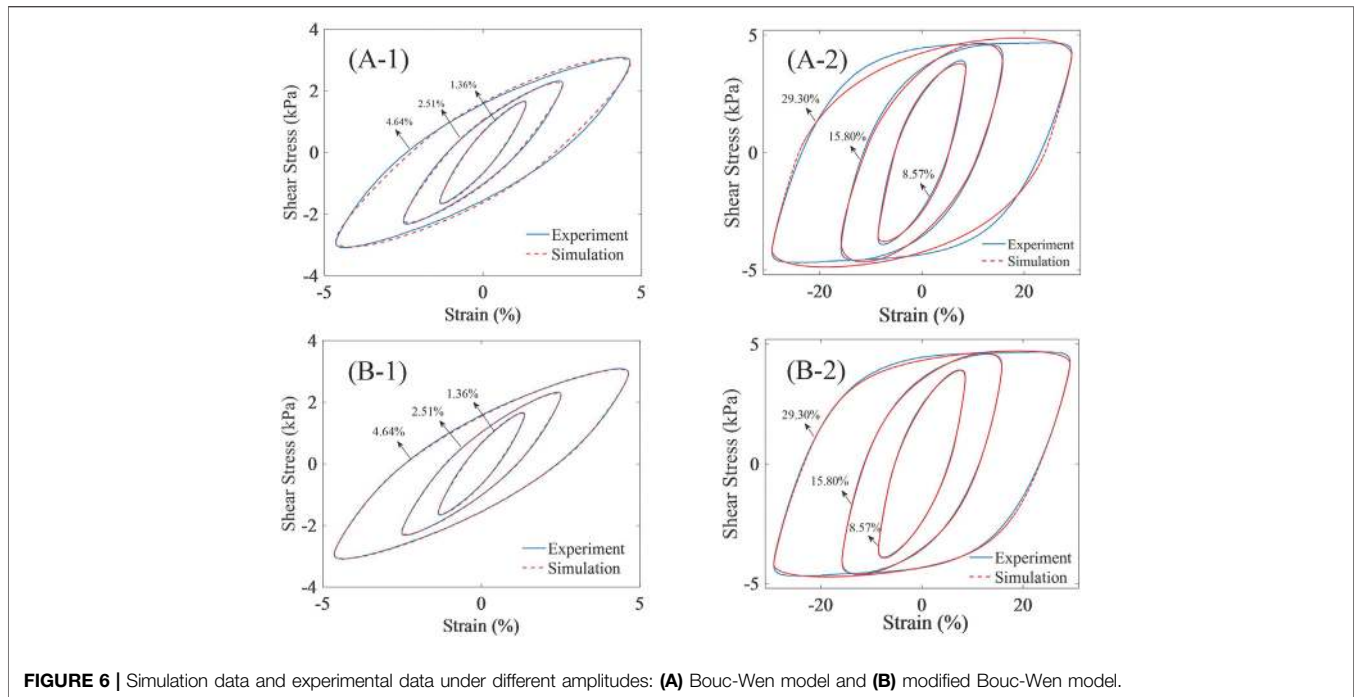 (A-1)
4
2
0
-2
-4
Shear Stress (kPa)
1.36%
2.51%
4.64%
Experiment
Simulation
-5
0
5
Strain (%)
(A-2)
5
0
-5
Shear Stress (kPa)
29.30%
15.80%
8.57%
Experiment
Simulation
-20
0
20
Strain (%)
(B-1)
4
2
0
-2
-4
Shear Stress (kPa)
1.36%
2.51%
4.64%
Experiment
Simulation
-5
0
5
Strain (%)
(B-2)
5
0
-5
Shear Stress (kPa)
29.30%
15.80%
8.57%
Experiment
Simulation
-20
0
20
Strain (%)
FIGURE 6 | Simulation data and experimental data under different amplitudes: (A) Bouc-Wen model and (B) modified Bouc-Wen model.